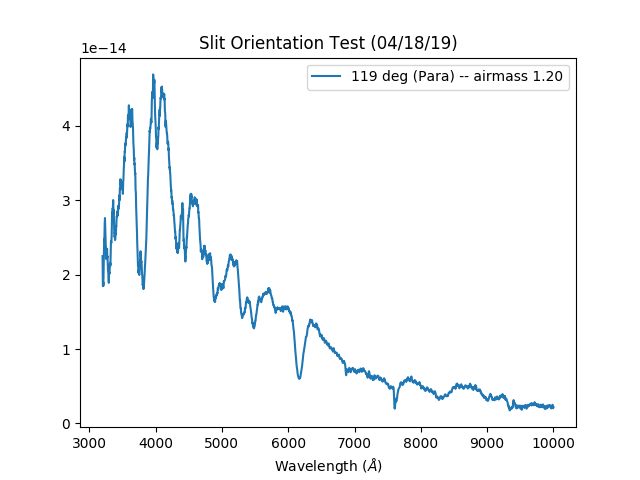 Slit Orientation Test (04/18/19)
1e−14
119 deg (Para) -- airmass 1.20
4
3
2
1
0
3000 4000 5000 6000 7000 8000 9000 10000
Wavelength (Å)